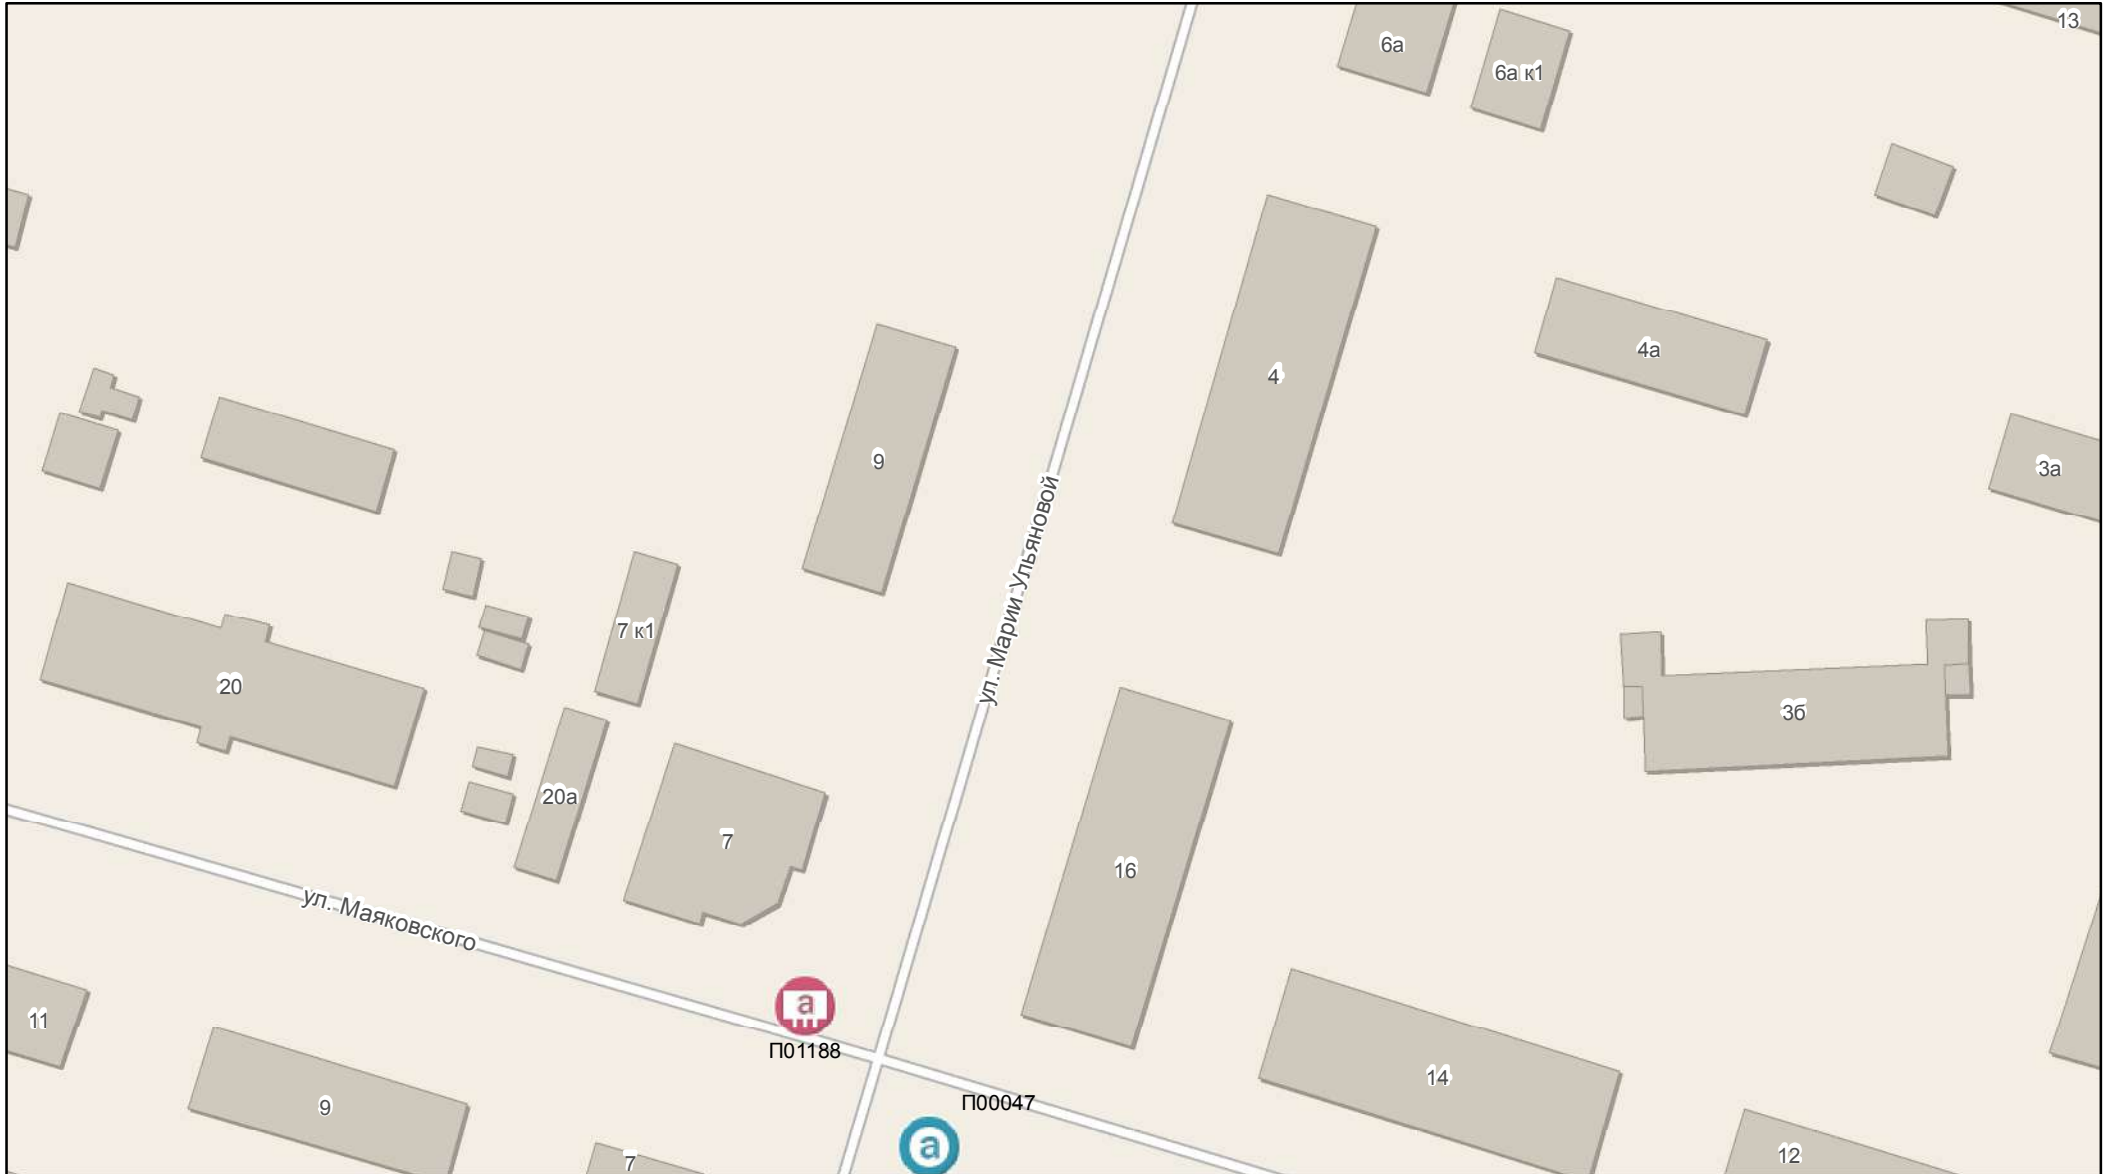 13
6а
6а к1
4
4а
9
3а
7 к1
ул. Марии Ульяновой
20
3б
20а
7
16
ул. Маяковского
а
11
П01188
14
9
П00047
а
12
7